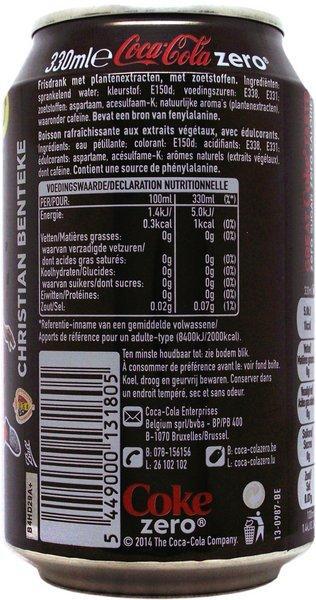 330ml e Coca-Cola zero®
Frisdrank met plantenextracten, met zoetstoffen. Ingrediënten:
sprankelend water; kleurstof: E150d; voedingszuren: E338, E331;
zoetstoffen: aspartaam, acesulfaam-K; natuurlijke aroma's (plantenextracten),
waaronder cafeïne. Bevat een bron van fenylalanine.
Boisson rafraîchissante aux extraits végétaux, avec édulcorants.
Ingrédients: eau pétillante; colorant: E150d; acidifiants: E338, E331;
édulcorants: aspartame, acésulfame-K; arômes naturels (extraits végétaux),
dont caféine. Contient une source de phénylalanine.
VOEDINGSWAARDE/DECLARATION NUTRITIONNELLE
PER/POUR: 100ml 330ml (%*)
Energie: 1.4kJ/ 5.0kJ/
0.3kcal 1kcal (0%)
Vetten/Matières grasses: 0g 0g (0%)
waarvan verzadigde vetzuren/
dont acides gras saturés: 0g 0g (0%)
Koolhydraten/Glucides: 0g 0g (0%)
waarvan suikers/dont sucres: 0g 0g (0%)
Eiwitten/Protéines: 0g 0g (0%)
Zout/Sel: 0.02g 0.07g (1%)
*Referentie-inname van een gemiddelde volwassene/
Apports de référence pour un adulte-type (8400kJ/2000kcal).
Ten minste houdbaar tot: zie bodem blik.
À consommer de préférence avant le: voir fond boîte.
Koel, droog en geurvrij bewaren. Conserver dans
un endroit tempéré, sec et sans odeur.
Coca-Cola Enterprises
Belgium sprl/bvba - BP/PB 400
B-1070 Bruxelles/Brussel.
B: 078-156156
L: 26 102 102
B: coca-colazero.be
L: coca-colazero.lu
Coke
zero®
© 2014 The Coca-Cola Company.
5 449000 131805
CHRISTIAN BENTEKE
B4HD29A+
13-0987-BE